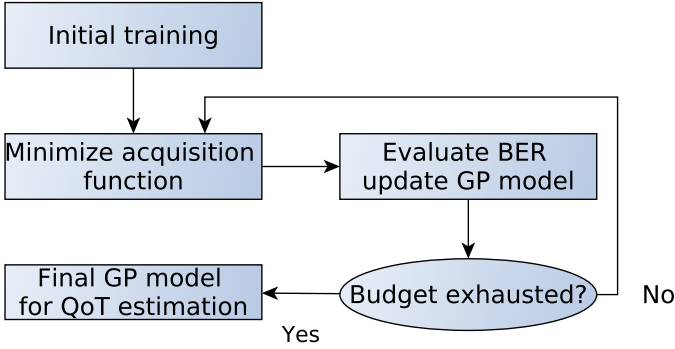 Initial training
Minimize acquisition
function
Evaluate BER
update GP model
Budget exhausted?
No
Yes
Final GP model
for QoT estimation